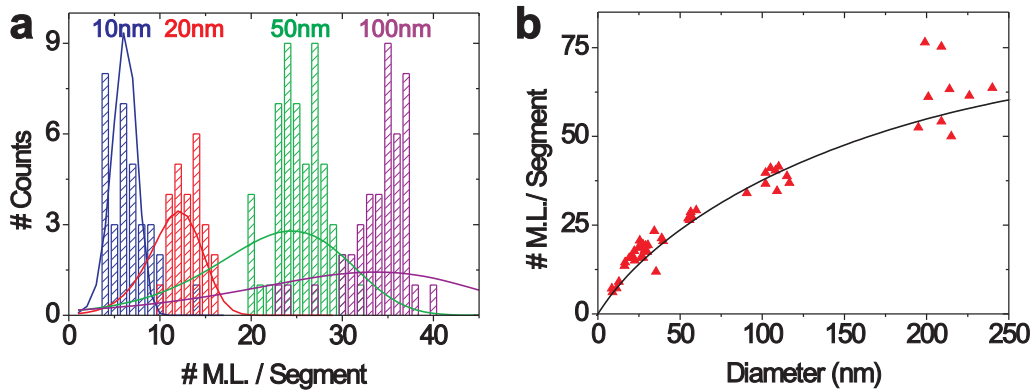 a
10nm 20nm 50nm 100nm
# Counts
9
6
3
0
0 10 20 30 40
# M.L. / Segment
b
# M.L./ Segment
75
50
25
0
0 50 100 150 200 250
Diameter (nm)